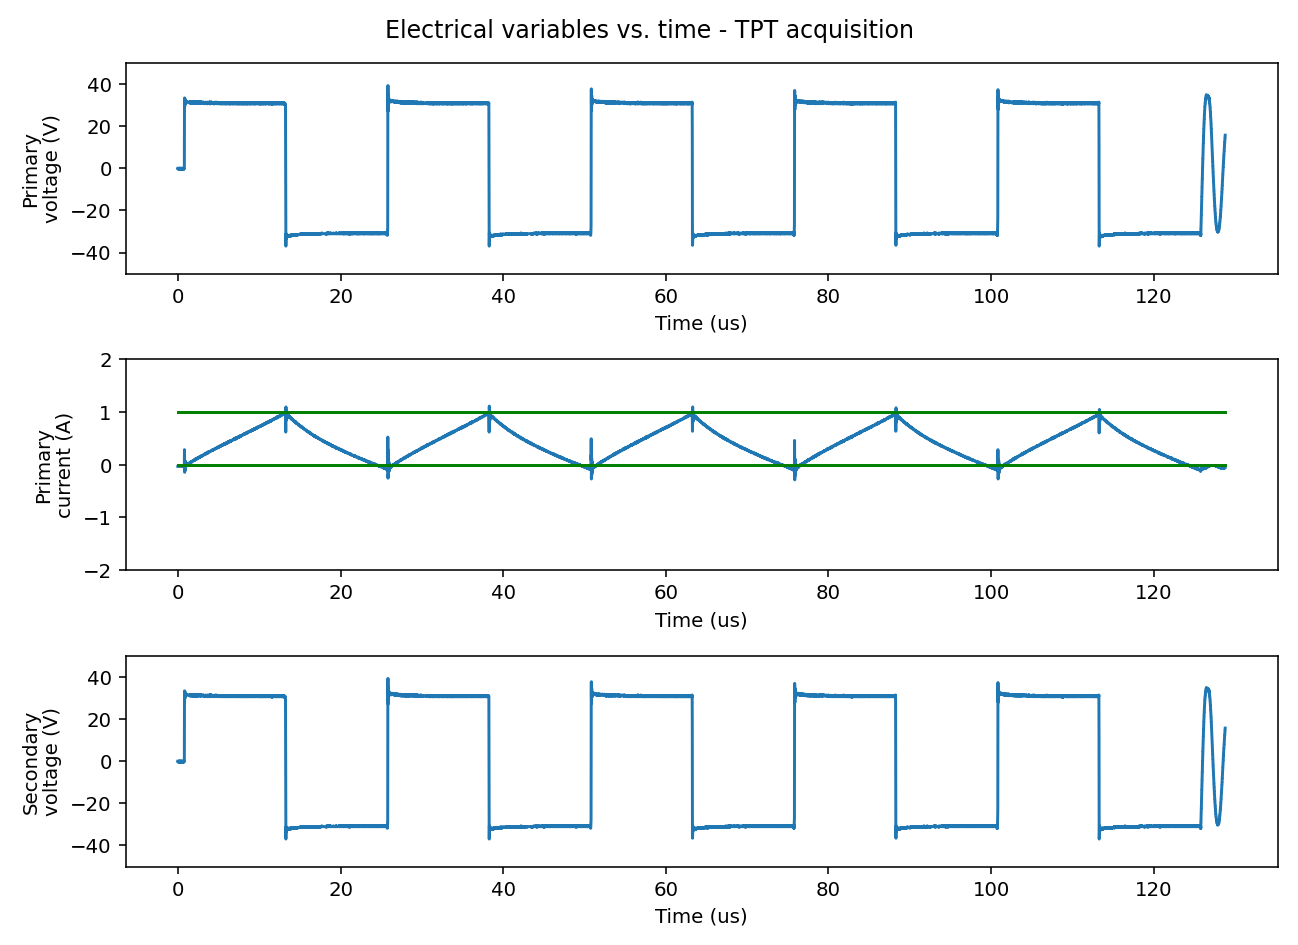 Electrical variables vs. time - TPT acquisition
Primary
voltage (V)
40
20
0
−20
−40
0 20 40 60 80 100 120
Time (us)
Primary
current (A)
2
1
0
−1
−2
0 20 40 60 80 100 120
Time (us)
Secondary
voltage (V)
40
20
0
−20
−40
0 20 40 60 80 100 120
Time (us)